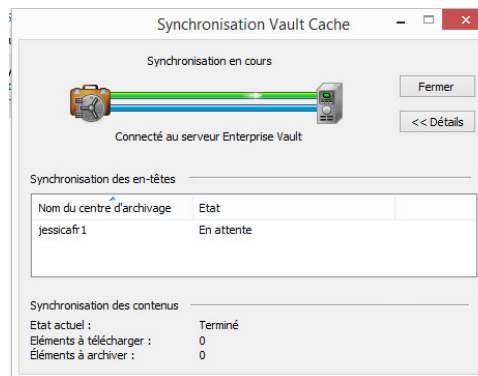 Synchronisation Vault Cache
Synchronisation en cours
Fermer
<< Détails
Connecté au serveur Enterprise Vault
Synchronisation des en-têtes
Nom du centre d'archivage Etat
jessicafr1 En attente
Synchronisation des contenus
Etat actuel : Terminé
Eléments à télécharger : 0
Éléments à archiver : 0